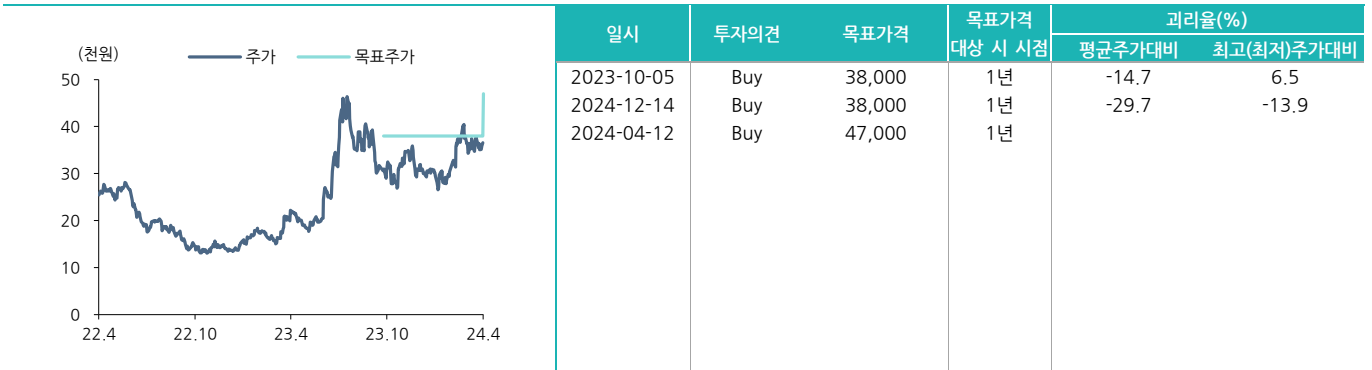 (천원)
주가 목표주가
50
40
30
20
10
0
22.4 22.10 23.4 23.10 24.4
일시 투자의견 목표가격 목표가격 대상 시 시점 괴리율(%)
평균주가대비 최고(최저)주가대비
2023-10-05 Buy 38,000 1년 -14.7 6.5
2024-12-14 Buy 38,000 1년 -29.7 -13.9
2024-04-12 Buy 47,000 1년